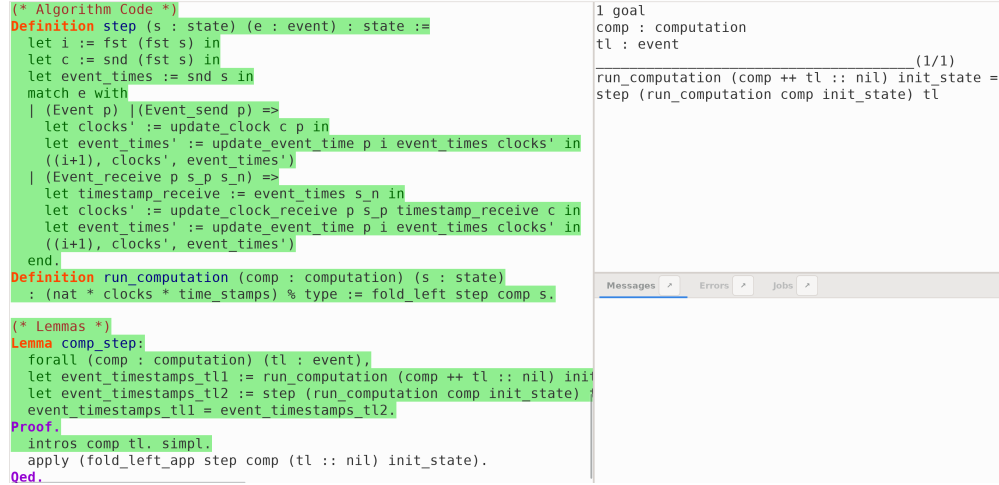 (* Algorithm Code *)
Definition step (s : state) (e : event) : state :=
  let i := fst (fst s) in
  let c := snd (fst s) in
  let event_times := snd s in
  match e with
  | (Event p) |(Event_send p) =>
    let clocks' := update_clock c p in
    let event_times' := update_event_time p i event_times clocks' in
    ((i+1), clocks', event_times')
  | (Event_receive p s_p s_n) =>
    let timestamp_receive := event_times s_n in
    let clocks' := update_clock_receive p s_p timestamp_receive c in
    let event_times' := update_event_time p i event_times clocks' in
    ((i+1), clocks', event_times')
  end.
Definition run_computation (comp : computation) (s : state)
  : (nat * clocks * time_stamps) % type := fold_left step comp s.
(* Lemmas *)
Lemma comp_step:
  forall (comp : computation) (tl : event),
  let event_timestamps_tl1 := run_computation (comp ++ tl :: nil) init
  let event_timestamps_tl2 := step (run_computation comp init_state)
  event_timestamps_tl1 = event_timestamps_tl2.
Proof.
  intros comp tl. simpl.
  apply (fold_left_app step comp (tl :: nil) init_state).
Qed.
1 goal
comp : computation
tl : event
______________________________________(1/1)
run_computation (comp ++ tl :: nil) init_state =
step (run_computation comp init_state) tl
Messages ↗ Errors ↗ Jobs ↗